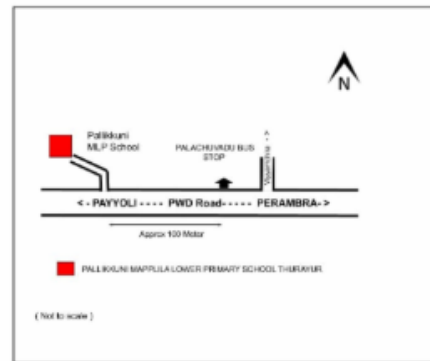 N
Pallikkuni
MLP School
PALACHUVADU BUS
STOP
<- PAYYOLI ---- PWD Road----- PERAMBRA->
Approx 100 Meter
PALLIKKUNI MAPPLILA LOWER PRIMARY SCHOOL THURAYUR
( Not to scale )